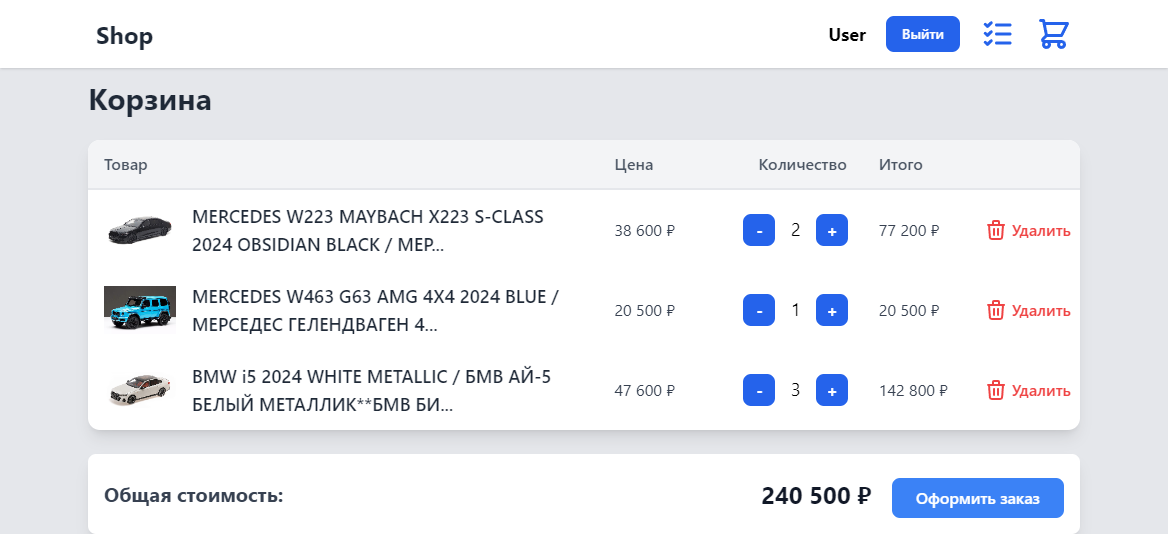 Shop
User
Выйти
Корзина
Товар Цена Количество Итого
MERCEDES W223 MAYBACH X223 S-CLASS
2024 OBSIDIAN BLACK / МЕР...
38 600 ₽ - 2 + 77 200 ₽ Удалить
MERCEDES W463 G63 AMG 4X4 2024 BLUE /
МЕРСЕДЕС ГЕЛЕНДВАГЕН 4...
20 500 ₽ - 1 + 20 500 ₽ Удалить
BMW i5 2024 WHITE METALLIC / БМВ АЙ-5
БЕЛЫЙ МЕТАЛЛИК**БМВ БИ...
47 600 ₽ - 3 + 142 800 ₽ Удалить
Общая стоимость: 240 500 ₽ Оформить заказ